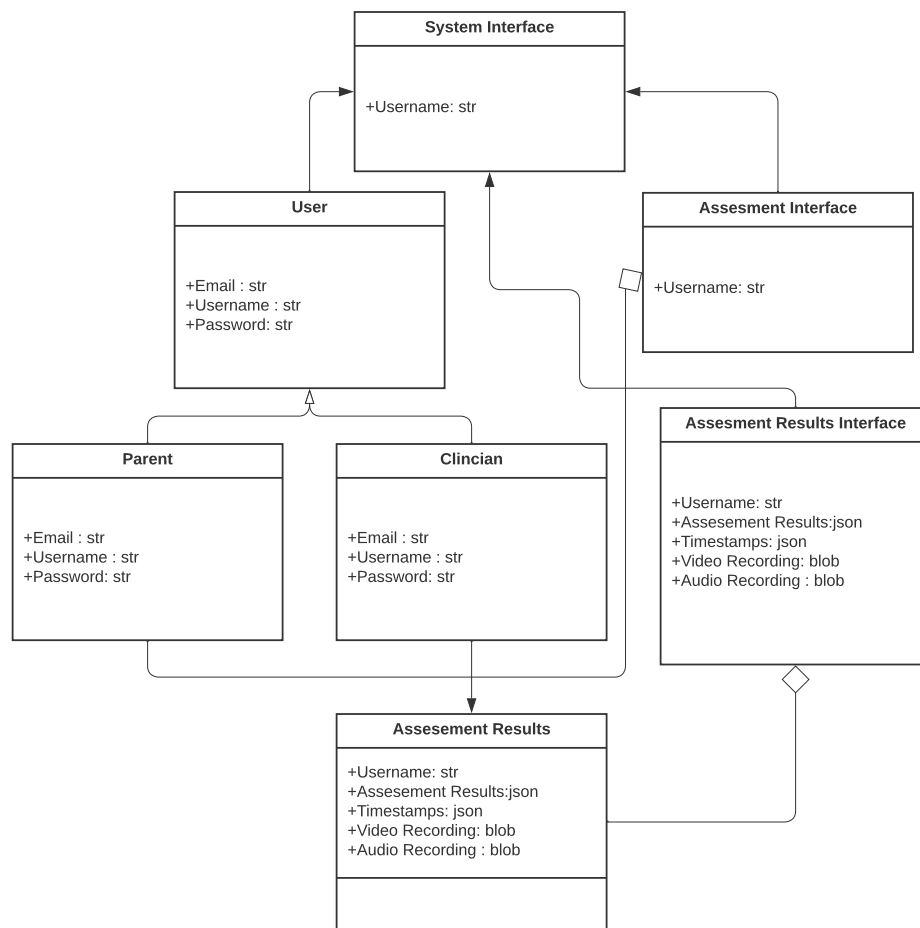 System Interface
+Username: str
User
+Email : str
+Username : str
+Password: str
Assesment Interface
+Username: str
Parent
+Email : str
+Username : str
+Password: str
Clincian
+Email : str
+Username : str
+Password: str
Assesment Results Interface
+Username: str
+Assesement Results:json
+Timestamps: json
+Video Recording: blob
+Audio Recording : blob
Assesement Results
+Username: str
+Assesement Results:json
+Timestamps: json
+Video Recording: blob
+Audio Recording : blob